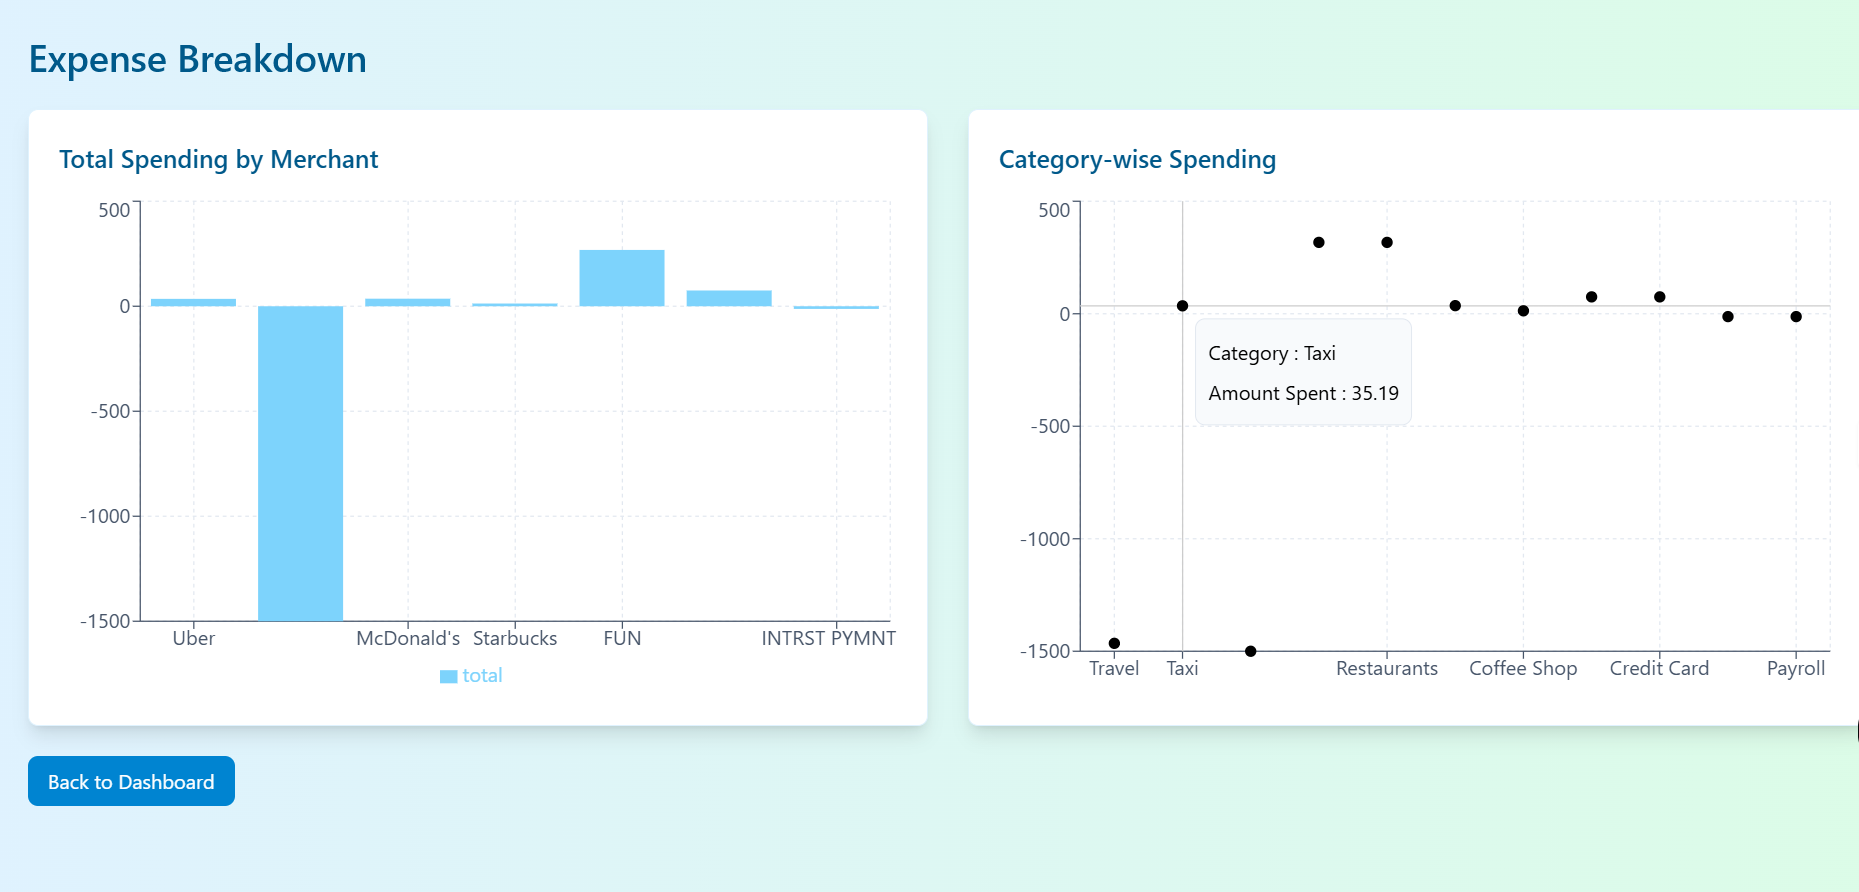 Expense Breakdown
Total Spending by Merchant
500
0
-500
-1000
-1500
Uber McDonald's Starbucks FUN INTRST PYMNT
total
Category-wise Spending
500
0
-500
-1000
-1500
Category : Taxi
Amount Spent : 35.19
Travel Taxi Restaurants Coffee Shop Credit Card Payroll
Back to Dashboard